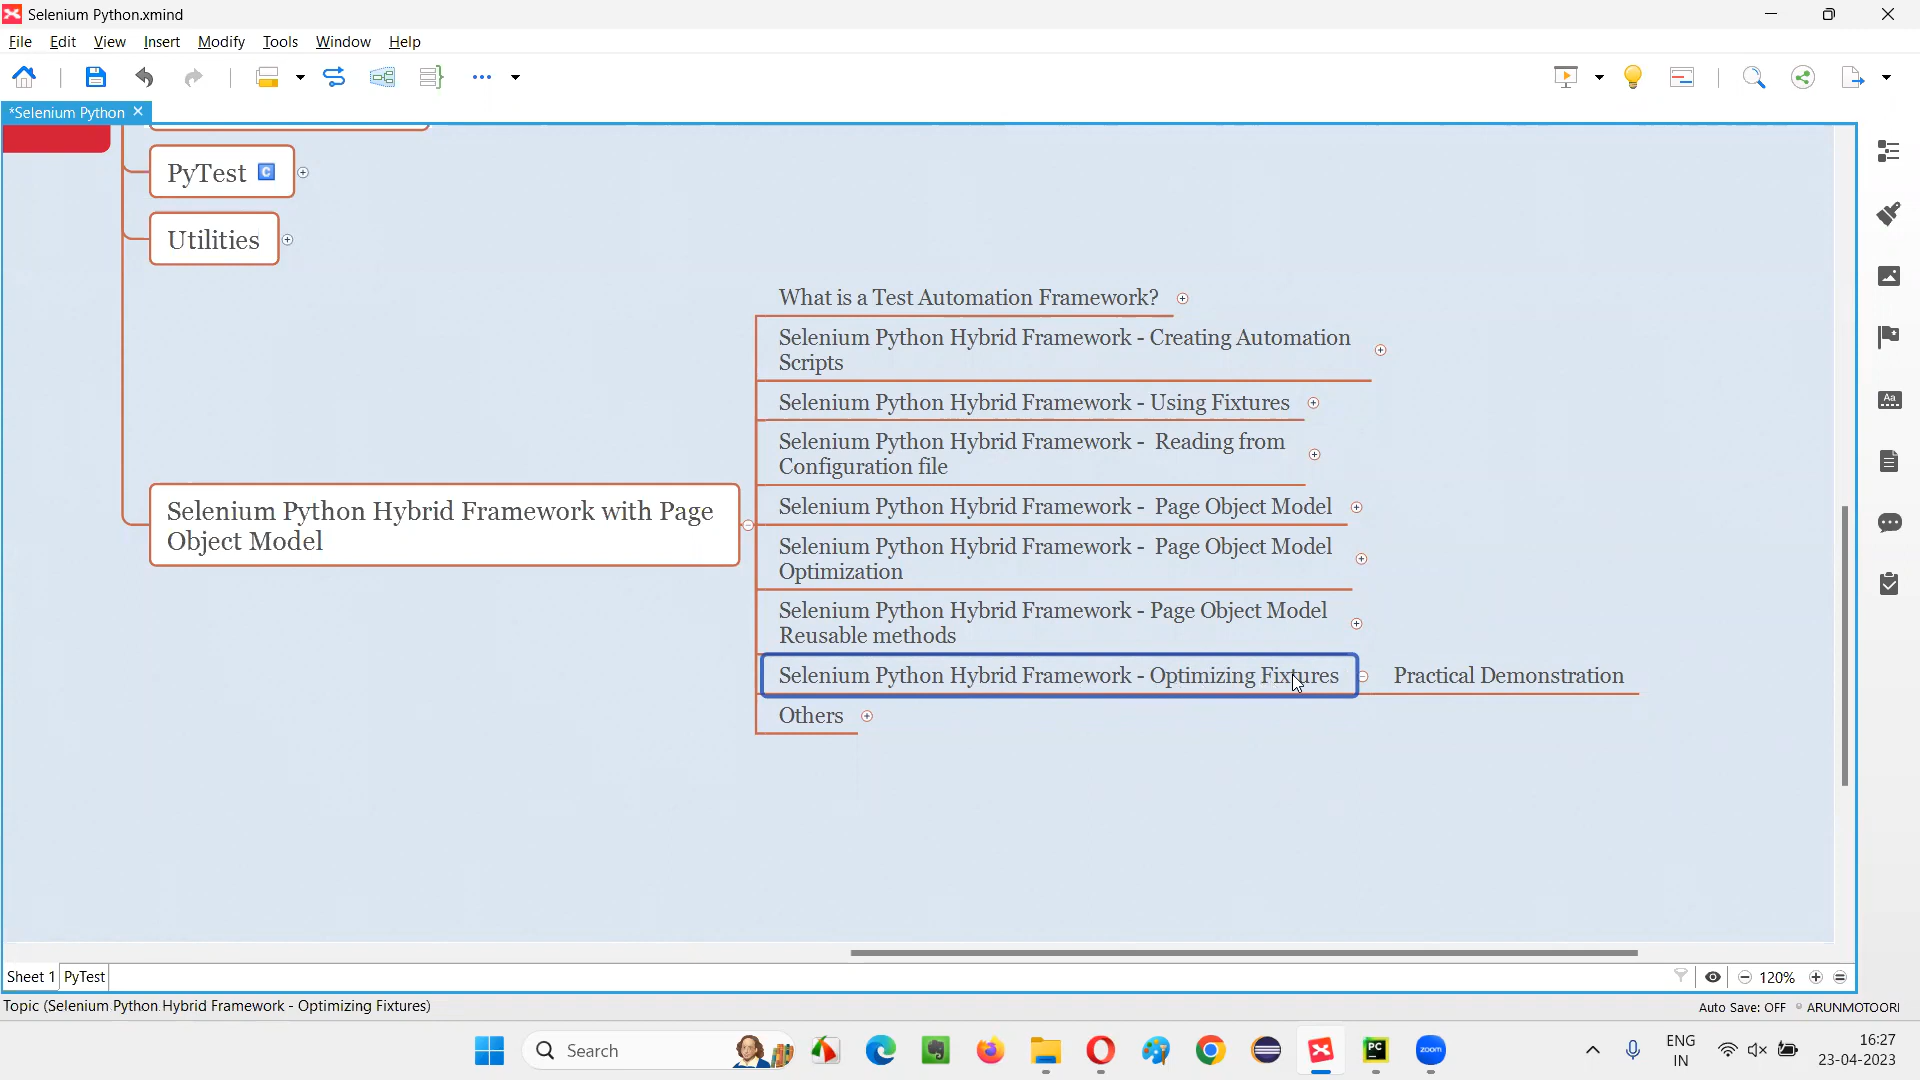 Selenium Python.xmind
File Edit View Insert Modify Tools Window Help
*Selenium Python
PyTest
Utilities
Selenium Python Hybrid Framework with Page
Object Model
What is a Test Automation Framework?
Selenium Python Hybrid Framework - Creating Automation
Scripts
Selenium Python Hybrid Framework - Using Fixtures
Selenium Python Hybrid Framework -  Reading from
Configuration file
Selenium Python Hybrid Framework -  Page Object Model
Selenium Python Hybrid Framework -  Page Object Model
Optimization
Selenium Python Hybrid Framework - Page Object Model
Reusable methods
Selenium Python Hybrid Framework - Optimizing Fixtures
Practical Demonstration
Others
Sheet 1 PyTest
120%
Topic (Selenium Python Hybrid Framework - Optimizing Fixtures)
Auto Save: OFF ARUNMOTOORI
Search
zoom
ENG
IN
16:27
23-04-2023